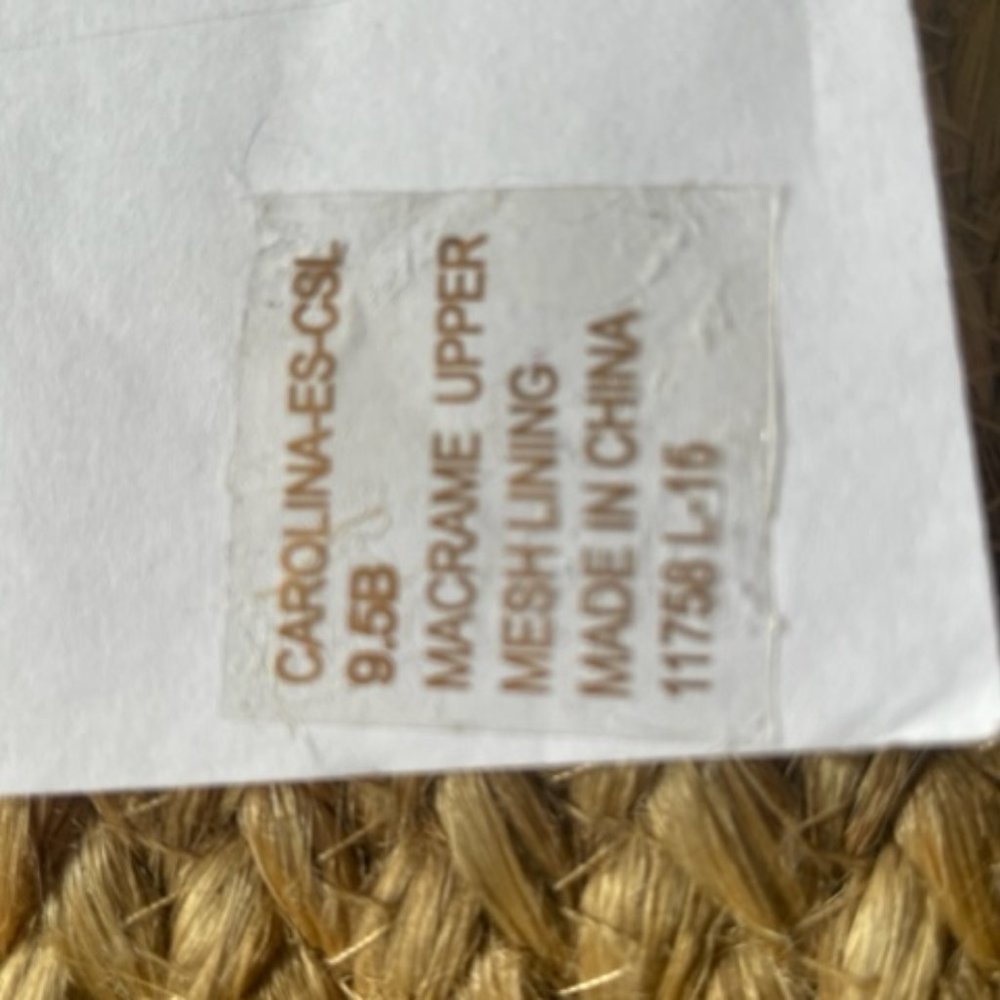 CAROLINA-ES-CSL
9.5B
MACRAME UPPER
MESH LINING
MADE IN CHINA
11758 L-16